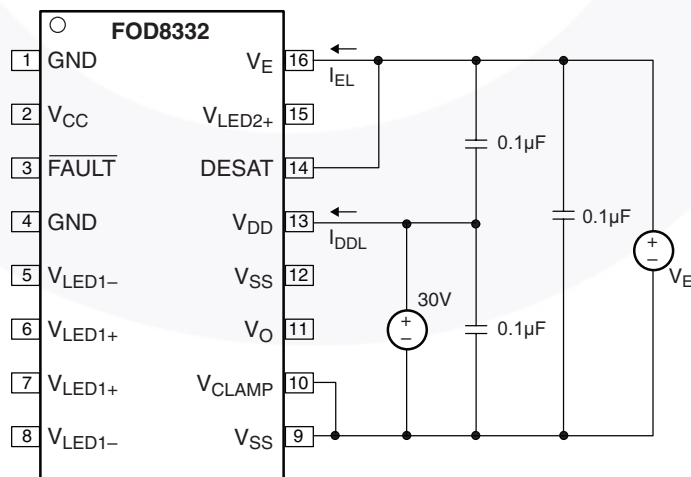 FOD8332
1 GND
2 VCC
3 FAULT
4 GND
5 VLED1–
6 VLED1+
7 VLED1+
8 VLED1–
VE 16
VLED2+ 15
DESAT 14
VDD 13
VSS 12
VO 11
VCLAMP 10
VSS 9
IEL
IDDL
0.1µF
0.1µF
30V
+
–
0.1µF
+
–
VE